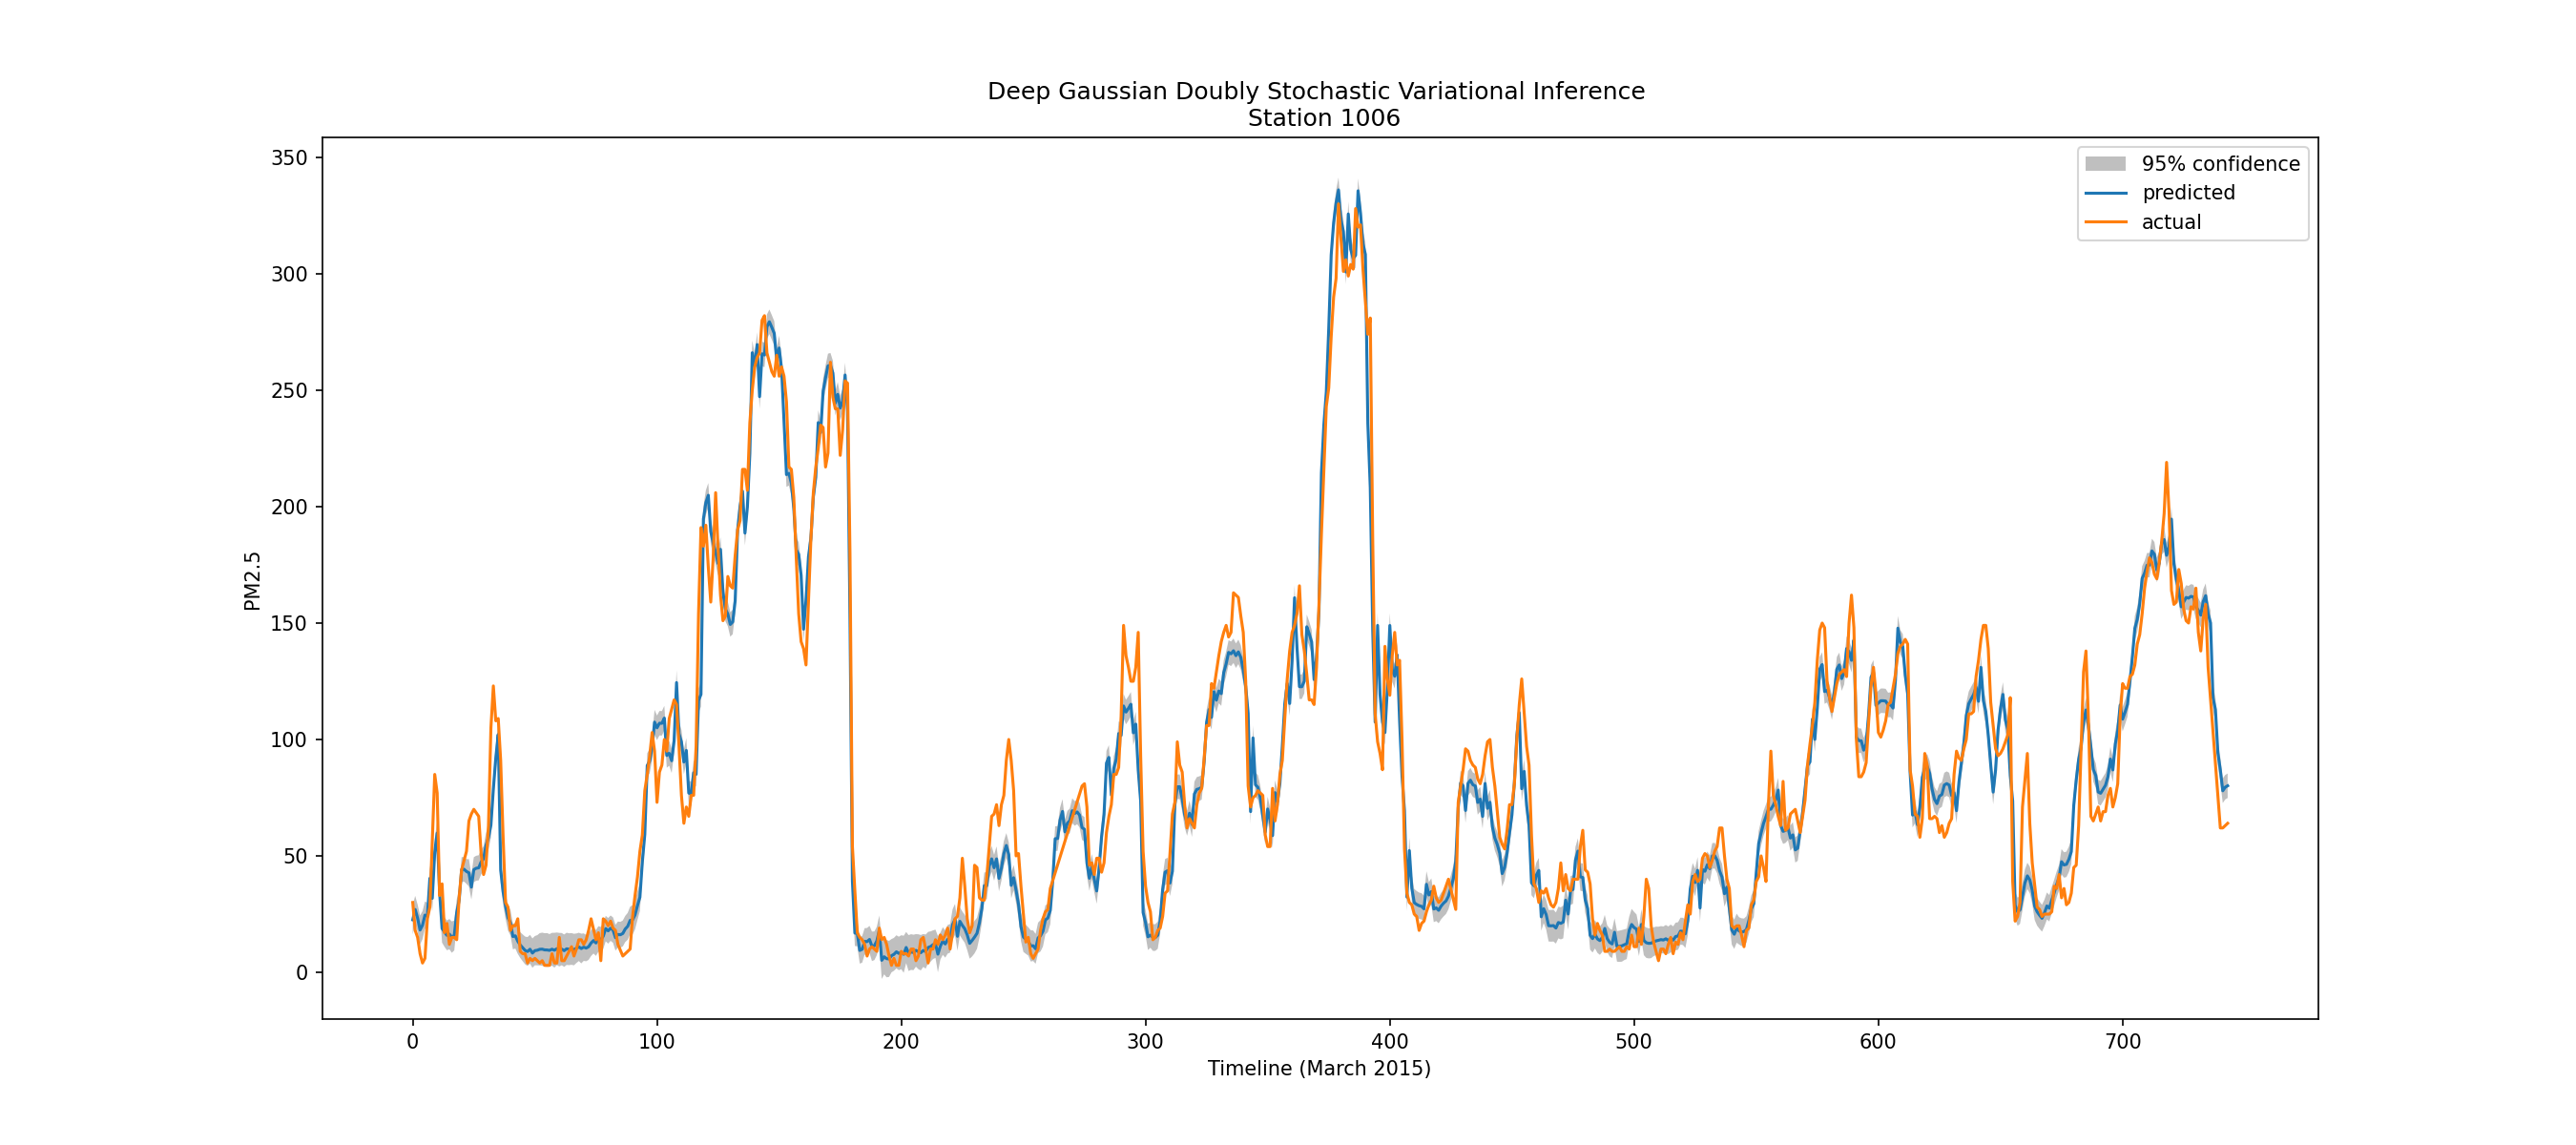 Deep Gaussian Doubly Stochastic Variational Inference
Station 1006
350
300
250
200
150
100
50
0
PM2.5
95% confidence
predicted
actual
0 100 200 300 400 500 600 700
Timeline (March 2015)